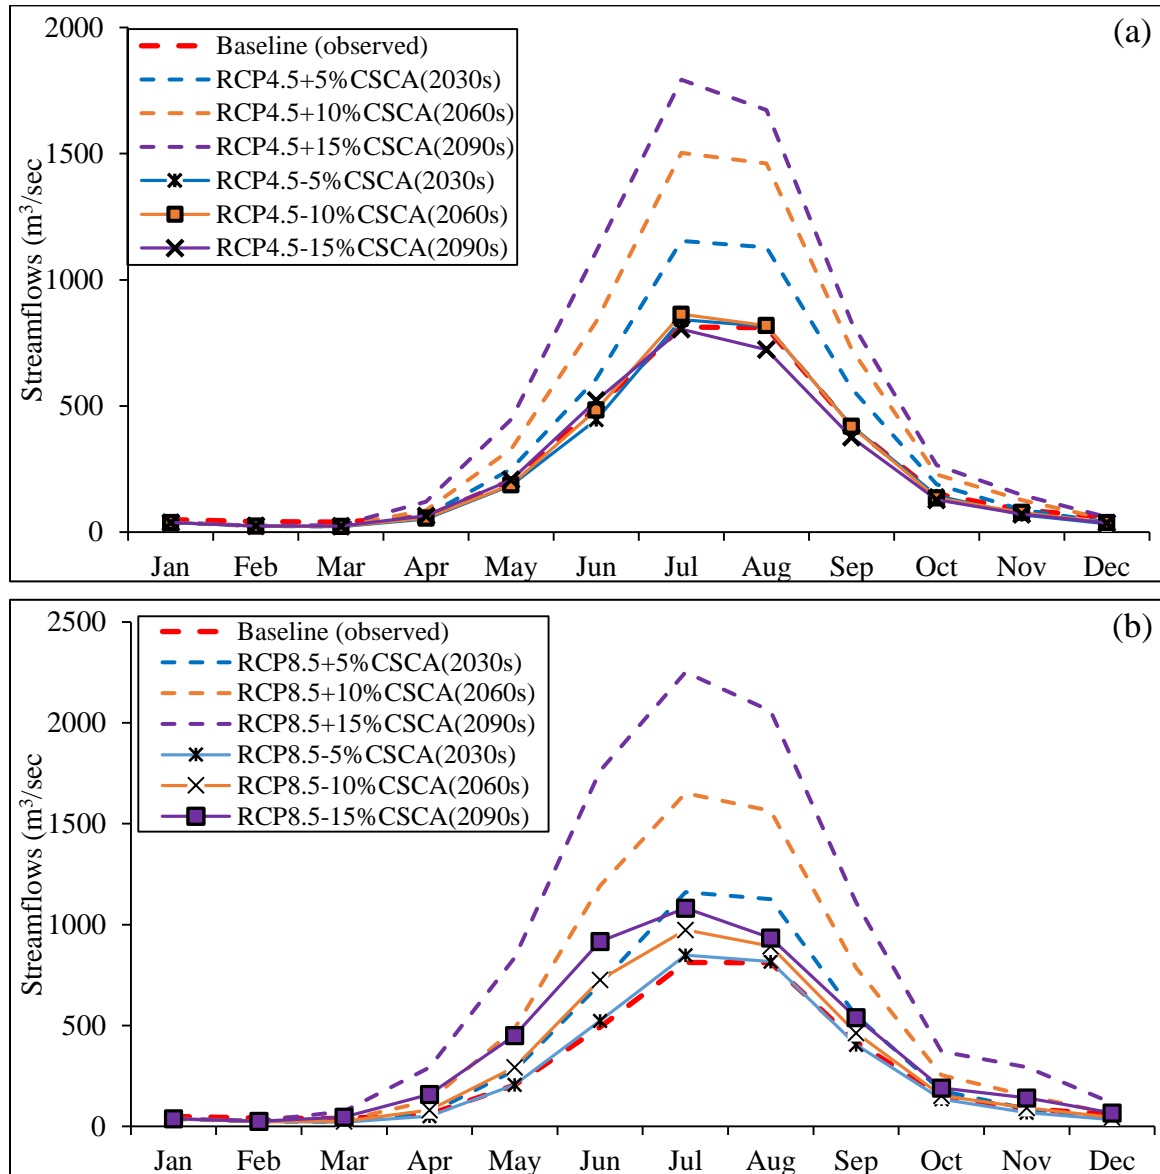 (a)
2000
1500
1000
500
0
Streamflows (m³/sec
Baseline (observed)
RCP4.5+5%CSCA(2030s)
RCP4.5+10%CSCA(2060s)
RCP4.5+15%CSCA(2090s)
RCP4.5-5%CSCA(2030s)
RCP4.5-10%CSCA(2060s)
RCP4.5-15%CSCA(2090s)
Jan Feb Mar Apr May Jun Jul Aug Sep Oct Nov Dec
(b)
2500
2000
1500
1000
500
0
Streamflows (m³/sec
Baseline (observed)
RCP8.5+5%CSCA(2030s)
RCP8.5+10%CSCA(2060s)
RCP8.5+15%CSCA(2090s)
RCP8.5-5%CSCA(2030s)
RCP8.5-10%CSCA(2060s)
RCP8.5-15%CSCA(2090s)
Jan Feb Mar Apr May Jun Jul Aug Sep Oct Nov Dec